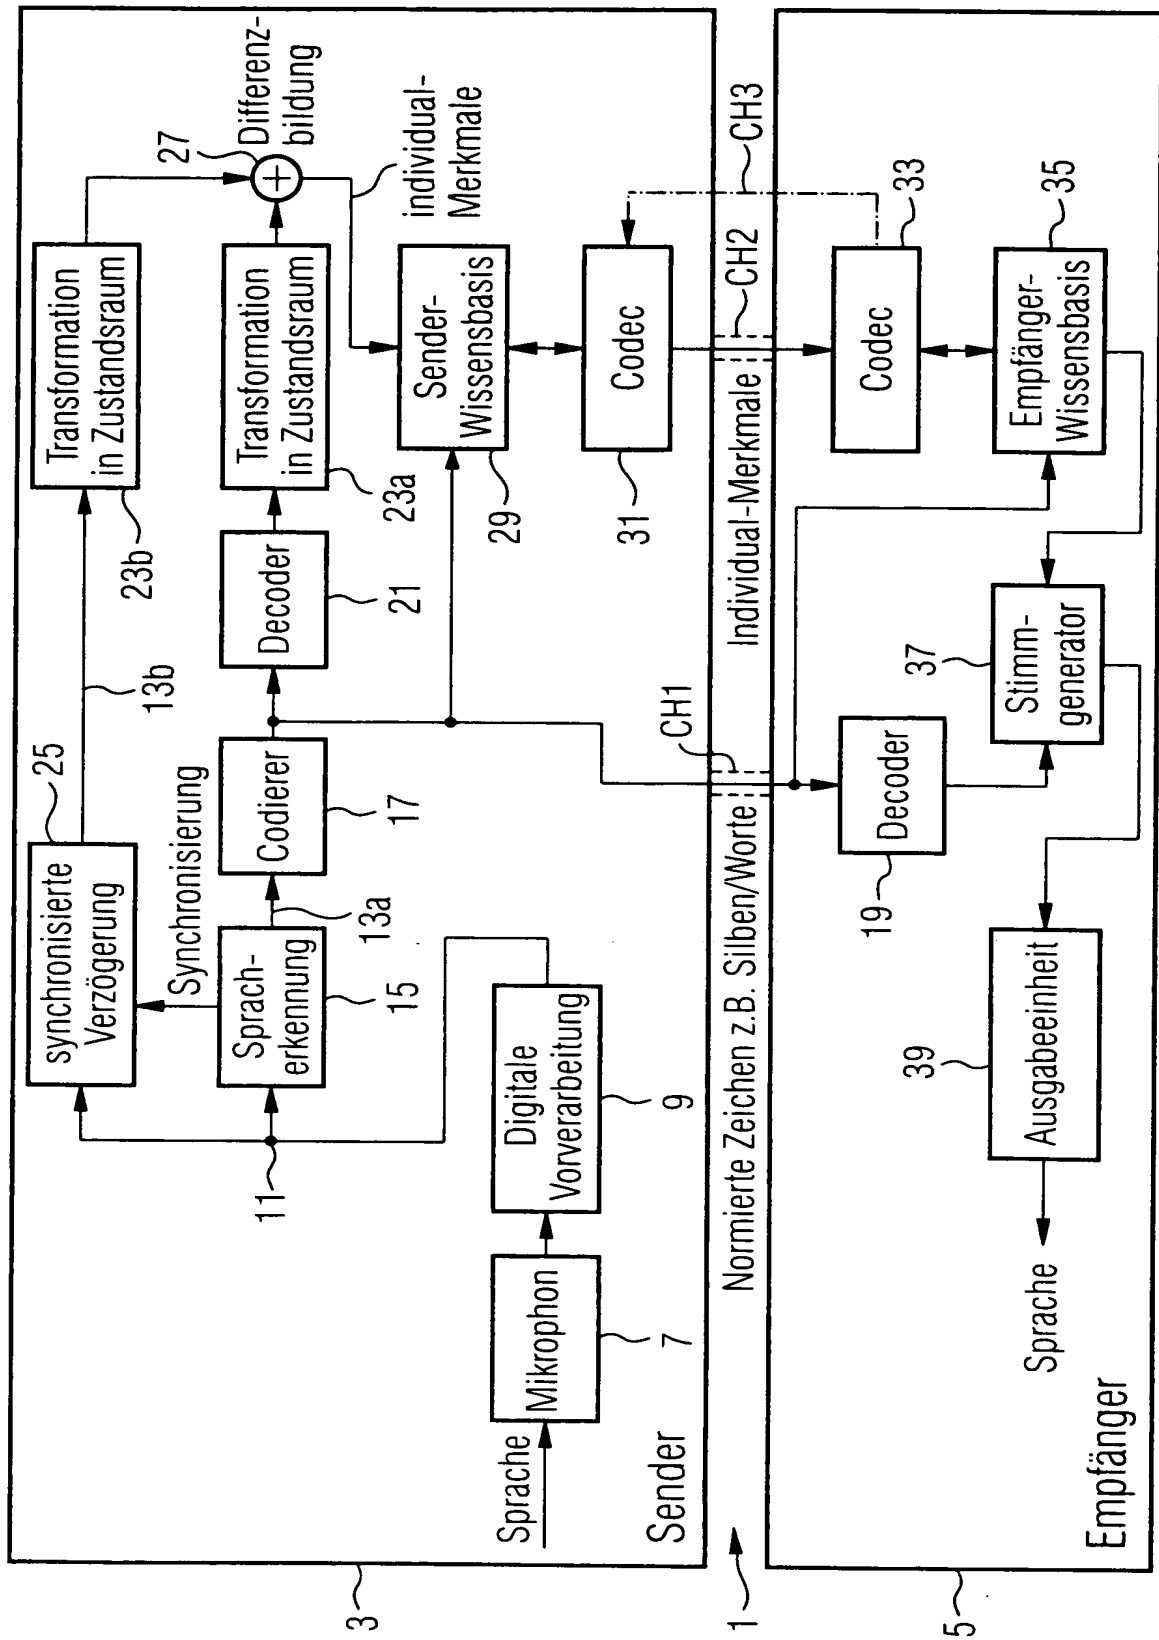 3
Sprache
Mikrophon
7
Digitale
Vorverarbeitung
9
11
Sprach-
erkennung
15
Synchronisierung
synchronisierte
Verzögerung
25
13a
Codierer
17
13b
Decoder
21
Transformation
in Zustandsraum
23b
Transformation
in Zustandsraum
23a
27
Differenz-
bildung
individual-
Merkmale
Sender-
Wissensbasis
29
Codec
31
Sender
1
Normierte Zeichen z.B. Silben/Worte
CH1
Individual-Merkmale
CH2
CH3
5
Sprache
Ausgabeeinheit
39
Decoder
19
Stimm-
generator
37
Codec
33
Empfänger-
Wissensbasis
35
Empfänger